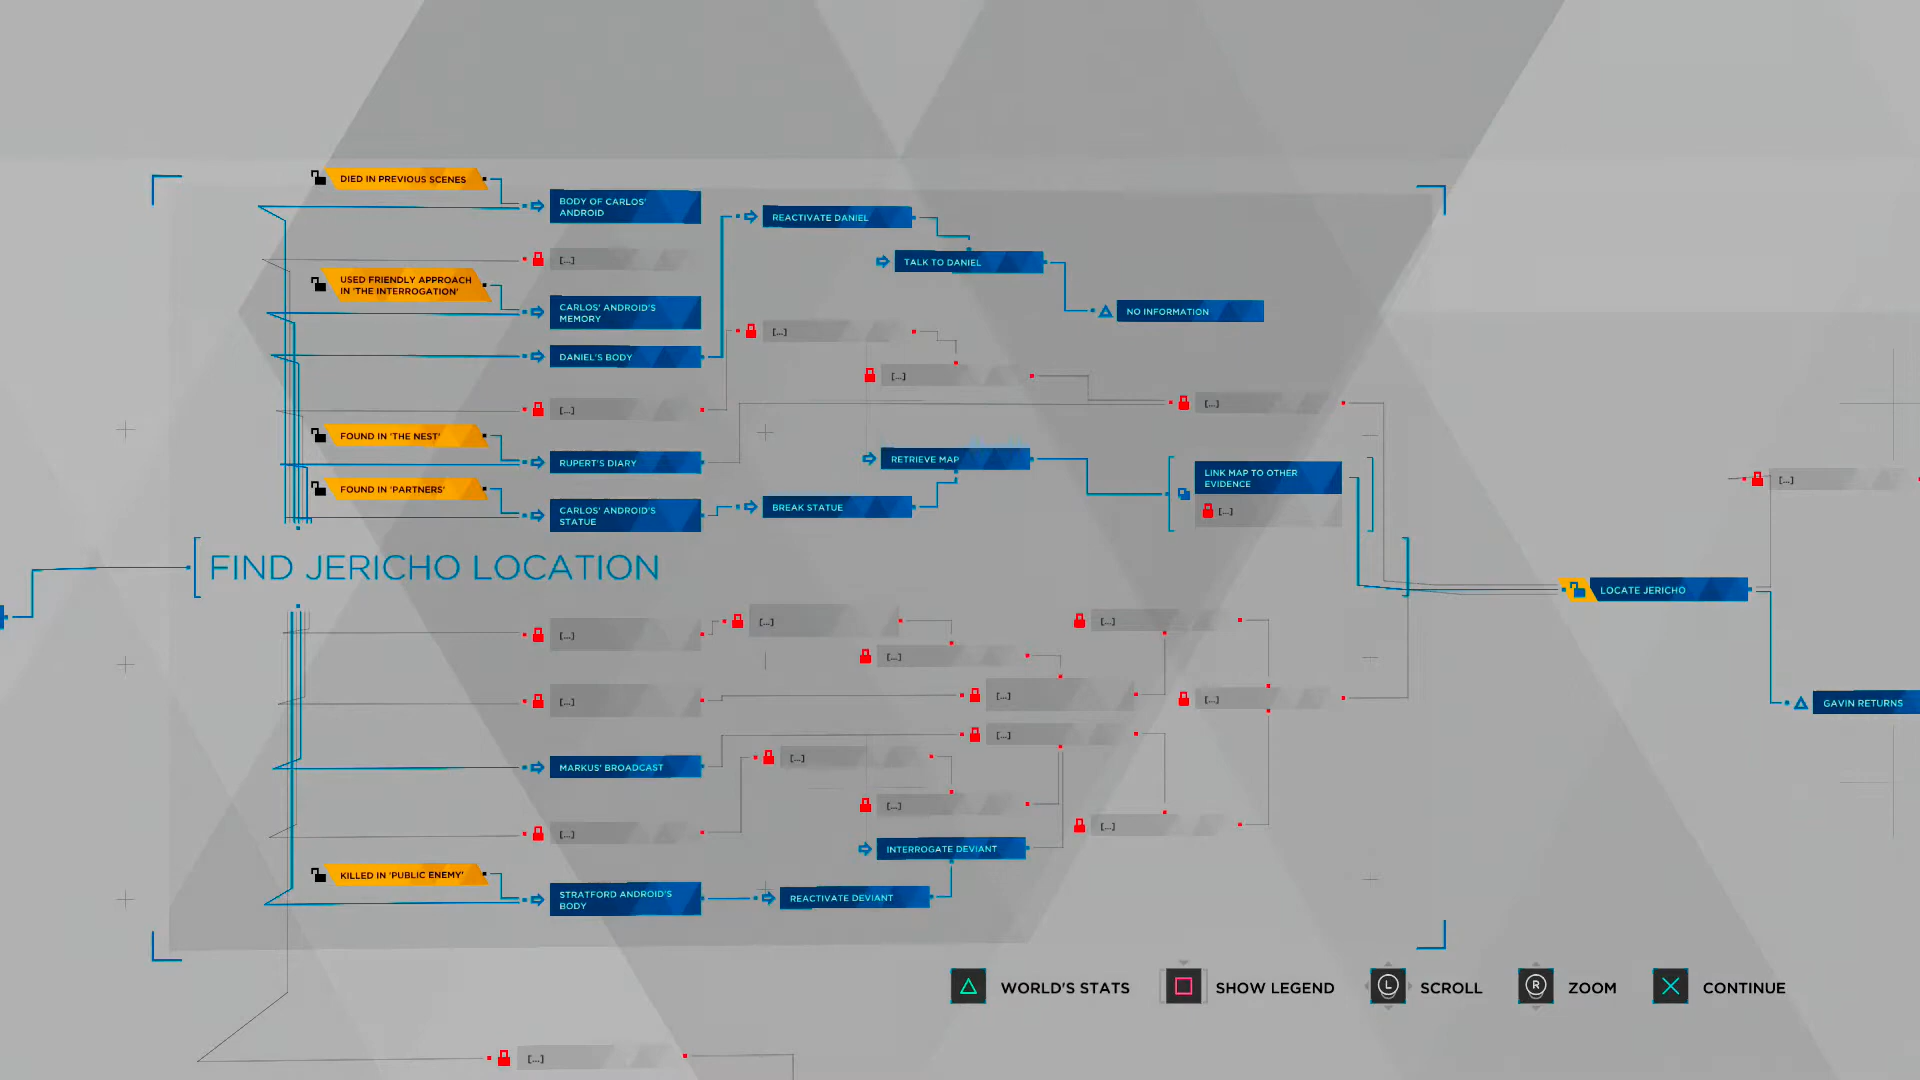 DIED IN PREVIOUS SCENES
BODY OF CARLOS'
ANDROID
REACTIVATE DANIEL
TALK TO DANIEL
[...]
USED FRIENDLY APPROACH
IN 'THE INTERROGATION'
CARLOS' ANDROID'S
MEMORY
NO INFORMATION
[...]
DANIEL'S BODY
[...]
[...]
[...]
FOUND IN 'THE NEST'
RUPERT'S DIARY
RETRIEVE MAP
LINK MAP TO OTHER
EVIDENCE
[...]
[...]
FOUND IN 'PARTNERS'
CARLOS' ANDROID'S
STATUE
BREAK STATUE
FIND JERICHO LOCATION
LOCATE JERICHO
[...]
[...]
[...]
[...]
[...]
[...]
[...]
GAVIN RETURNS
[...]
[...]
MARKUS' BROADCAST
[...]
[...]
[...]
INTERROGATE DEVIANT
KILLED IN 'PUBLIC ENEMY'
STRATFORD ANDROID'S
BODY
REACTIVATE DEVIANT
WORLD'S STATS
SHOW LEGEND
L
SCROLL
R
ZOOM
CONTINUE
[...]